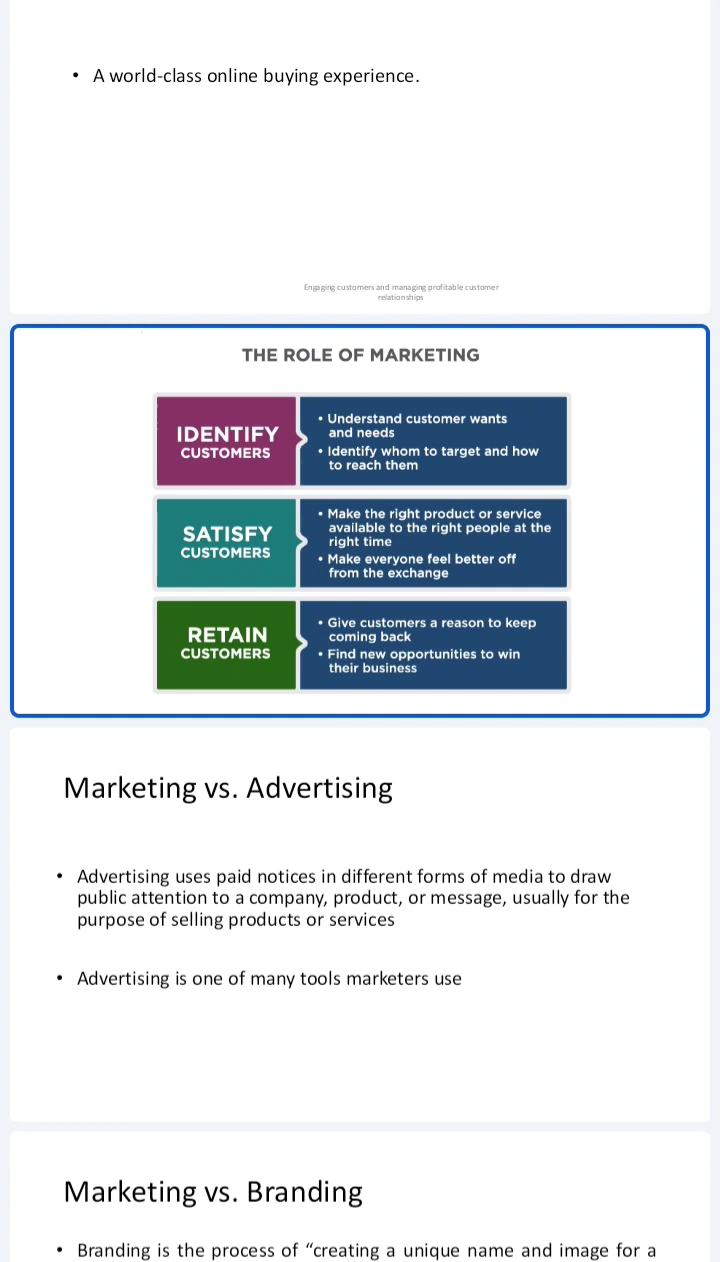 • A world-class online buying experience.
Engaging customers and managing profitable customer
relationships
THE ROLE OF MARKETING
IDENTIFY
CUSTOMERS
• Understand customer wants
and needs
• Identify whom to target and how
to reach them
SATISFY
CUSTOMERS
• Make the right product or service
available to the right people at the
right time
• Make everyone feel better off
from the exchange
RETAIN
CUSTOMERS
• Give customers a reason to keep
coming back
• Find new opportunities to win
their business
Marketing vs. Advertising
• Advertising uses paid notices in different forms of media to draw
public attention to a company, product, or message, usually for the
purpose of selling products or services
• Advertising is one of many tools marketers use
Marketing vs. Branding
• Branding is the process of “creating a unique name and image for a